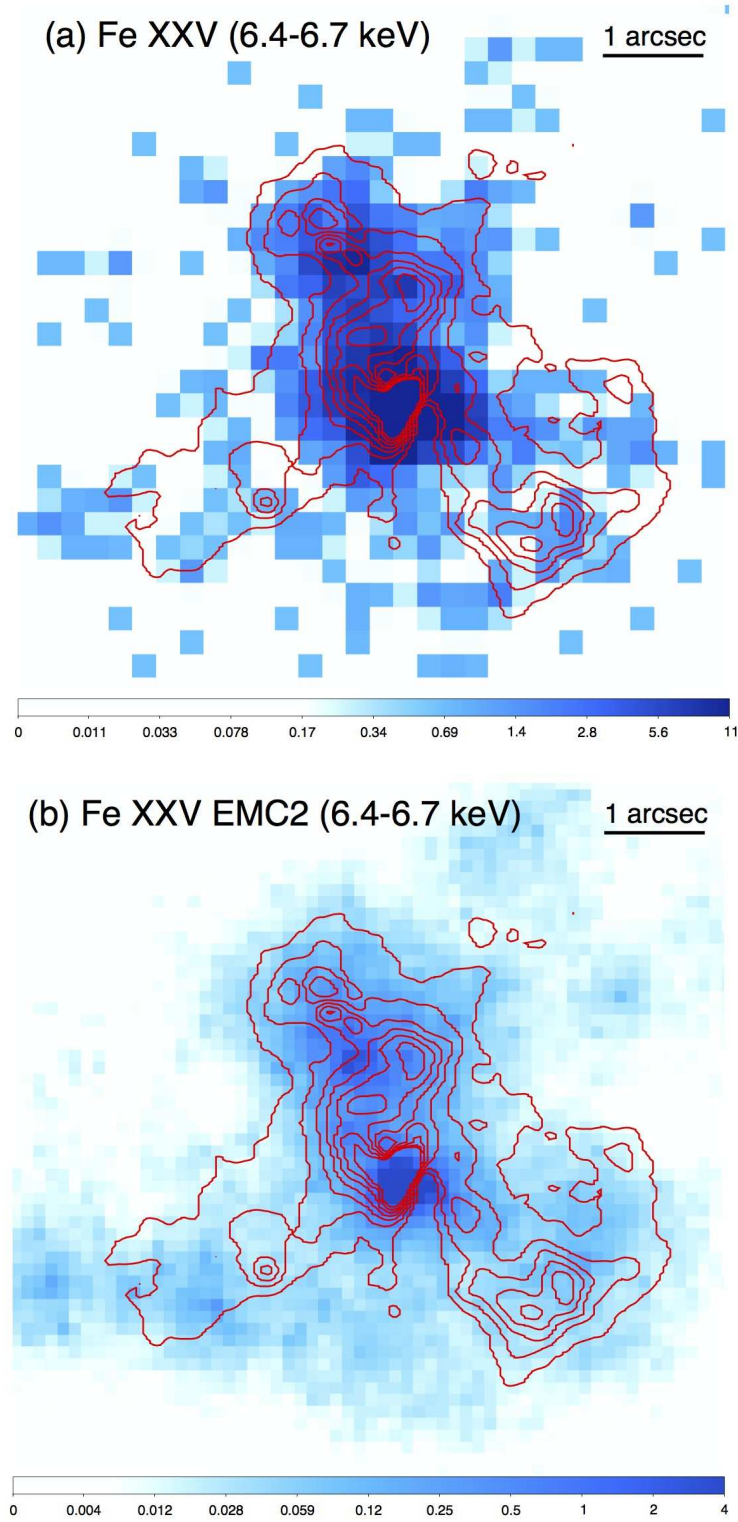 (a) Fe XXV (6.4-6.7 keV)
1 arcsec
0 0.011 0.033 0.078 0.17 0.34 0.69 1.4 2.8 5.6 11
(b) Fe XXV EMC2 (6.4-6.7 keV)
1 arcsec
0 0.004 0.012 0.028 0.059 0.12 0.25 0.5 1 2 4